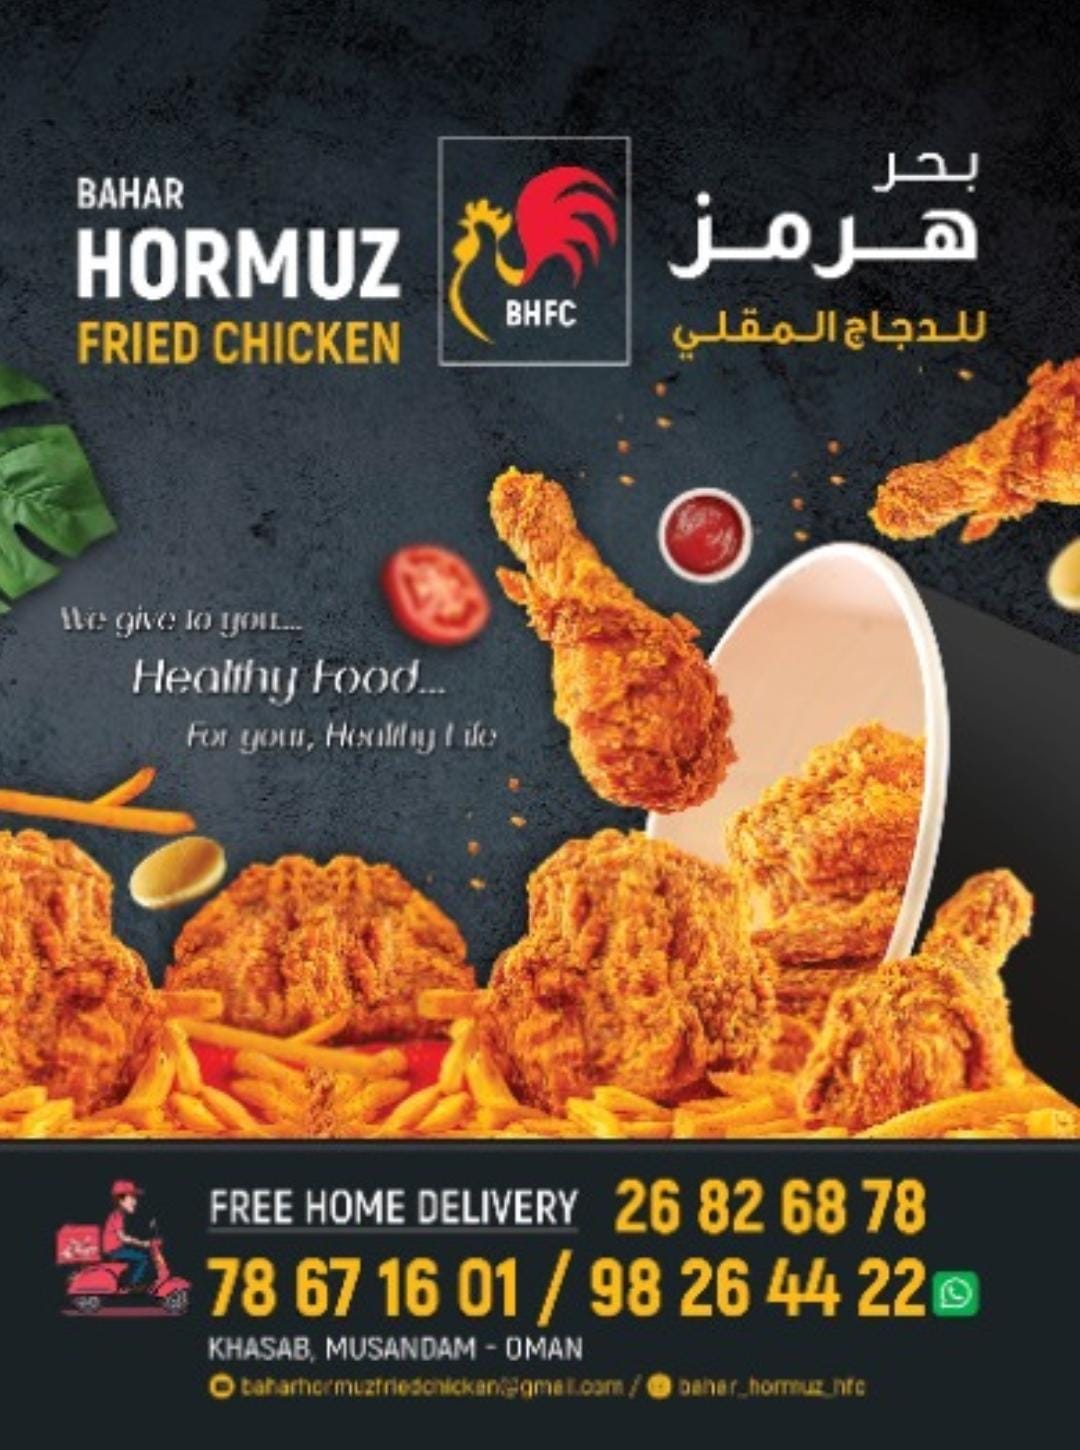 BAHAR
HORMUZ
FRIED CHICKEN
BHFC
بحر
هرمز
للدجاج المقلي
We give to you....
Healthy Food...
For your, Healthy Life
FREE HOME DELIVERY 26 82 68 78
78 67 16 01 / 98 26 44 22
KHASAB, MUSANDAM - OMAN
baharhormuzfriedchicken@gmail.com / bahar_hormuz_hfc